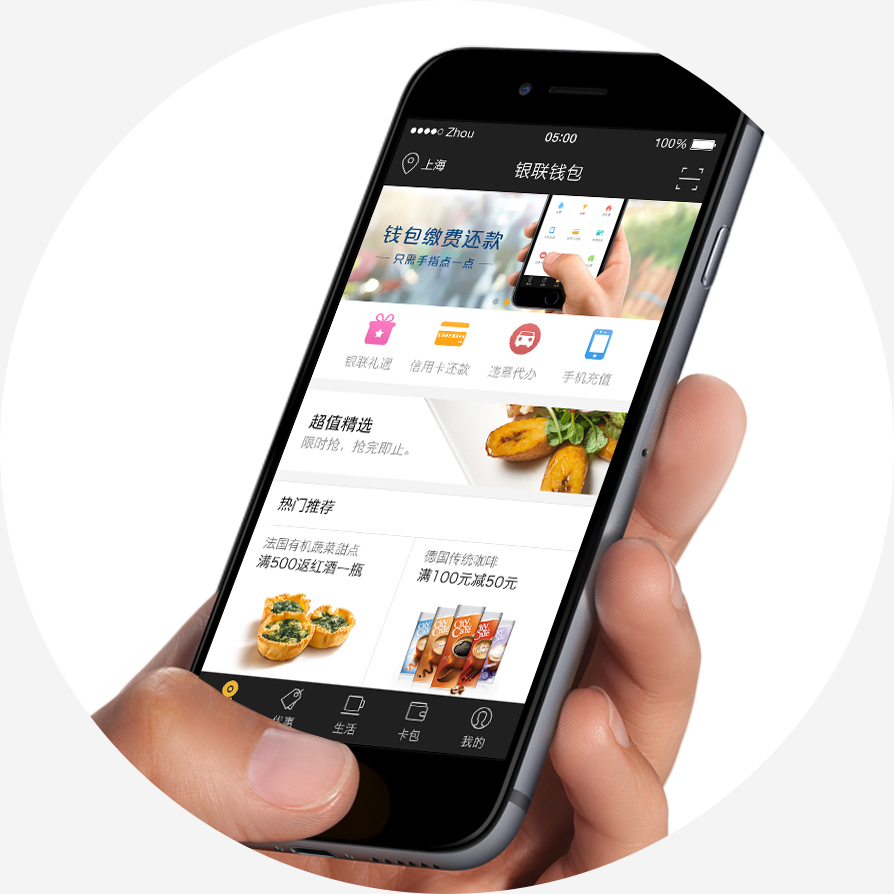 Zhou 05:00 100%
上海 银联钱包
钱包缴费还款
只需手指点一点
银联礼遇 信用卡还款 违章代办 手机充值
超值精选
限时抢，抢完即止。
热门推荐
法国有机蔬菜甜点 德国传统咖啡
满500返红酒一瓶 满100元减50元
City Café
优惠 生活 卡包 我的